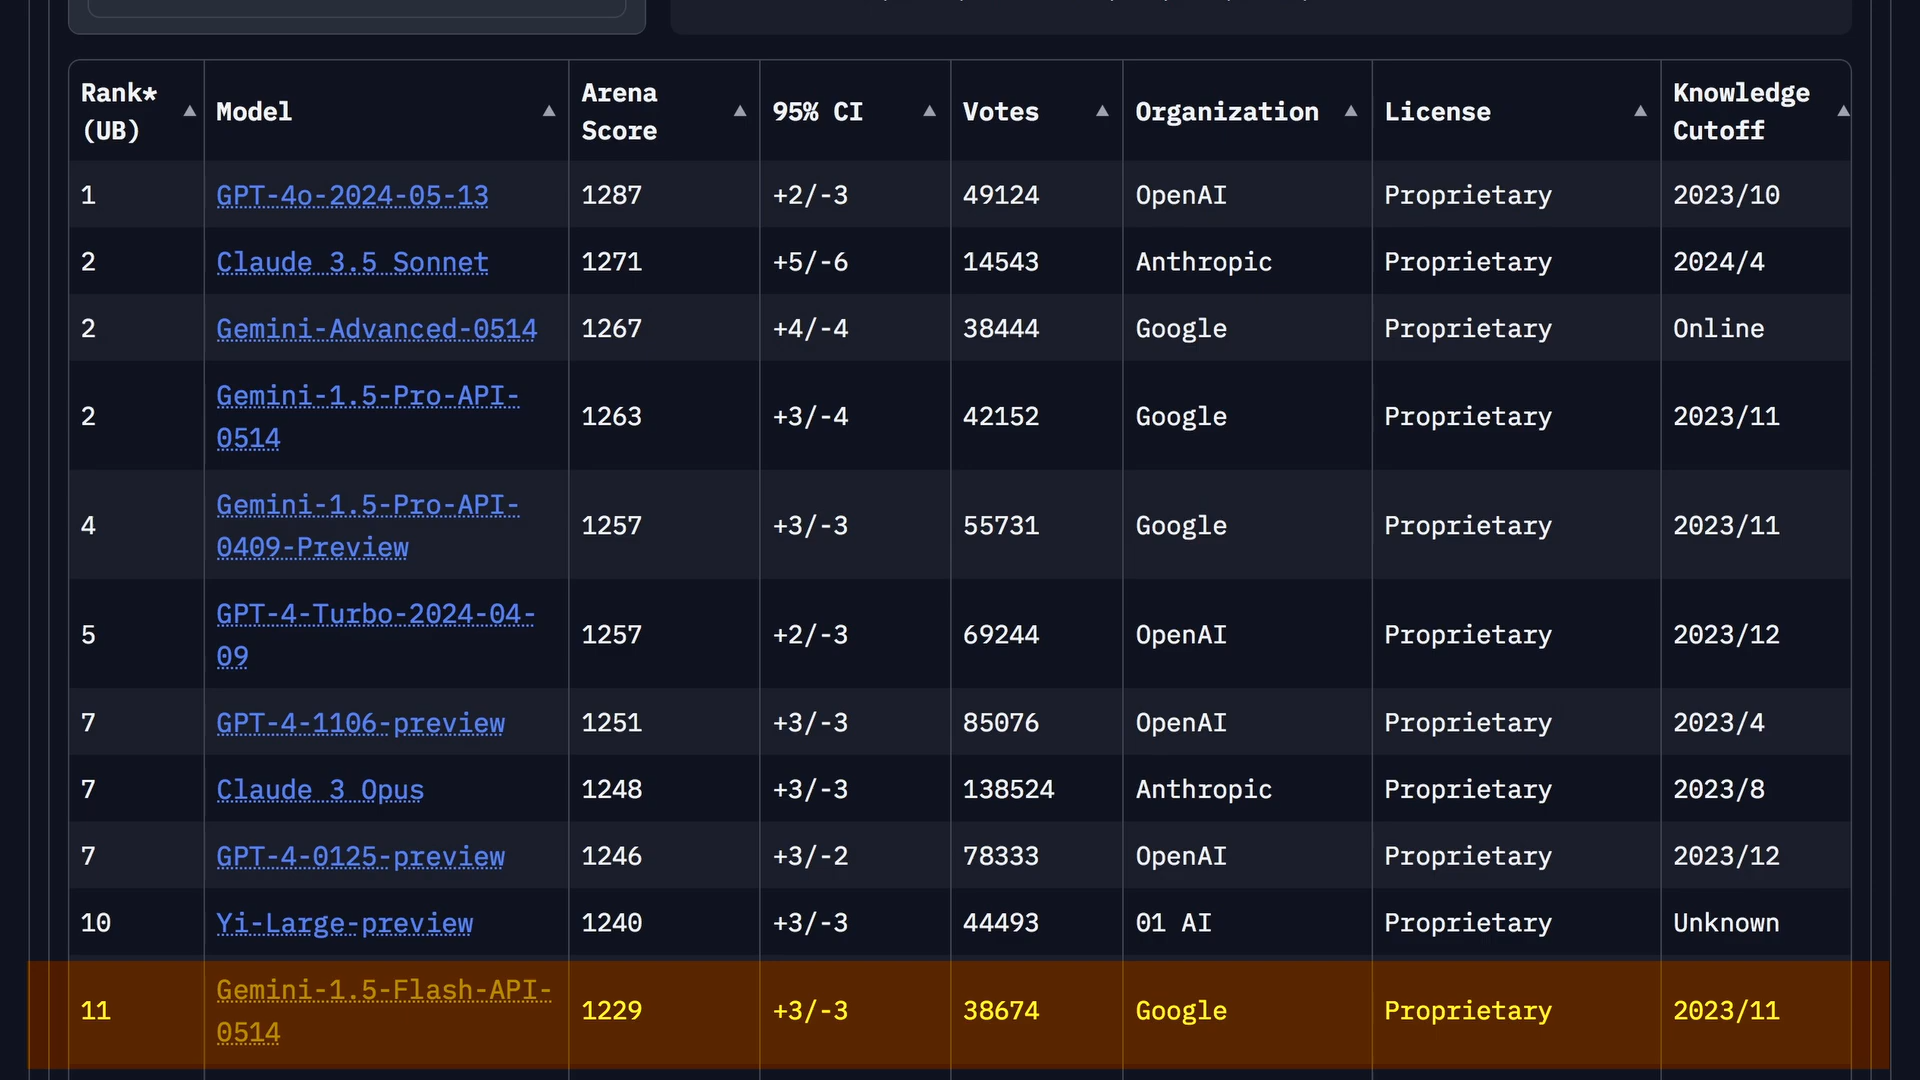 Rank* (UB) Model Arena Score 95% CI Votes Organization License Knowledge Cutoff
1 GPT-4o-2024-05-13 1287 +2/-3 49124 OpenAI Proprietary 2023/10
2 Claude 3.5 Sonnet 1271 +5/-6 14543 Anthropic Proprietary 2024/4
2 Gemini-Advanced-0514 1267 +4/-4 38444 Google Proprietary Online
2 Gemini-1.5-Pro-API-0514 1263 +3/-4 42152 Google Proprietary 2023/11
4 Gemini-1.5-Pro-API-0409-Preview 1257 +3/-3 55731 Google Proprietary 2023/11
5 GPT-4-Turbo-2024-04-09 1257 +2/-3 69244 OpenAI Proprietary 2023/12
7 GPT-4-1106-preview 1251 +3/-3 85076 OpenAI Proprietary 2023/4
7 Claude 3 Opus 1248 +3/-3 138524 Anthropic Proprietary 2023/8
7 GPT-4-0125-preview 1246 +3/-2 78333 OpenAI Proprietary 2023/12
10 Yi-Large-preview 1240 +3/-3 44493 01 AI Proprietary Unknown
11 Gemini-1.5-Flash-API-0514 1229 +3/-3 38674 Google Proprietary 2023/11